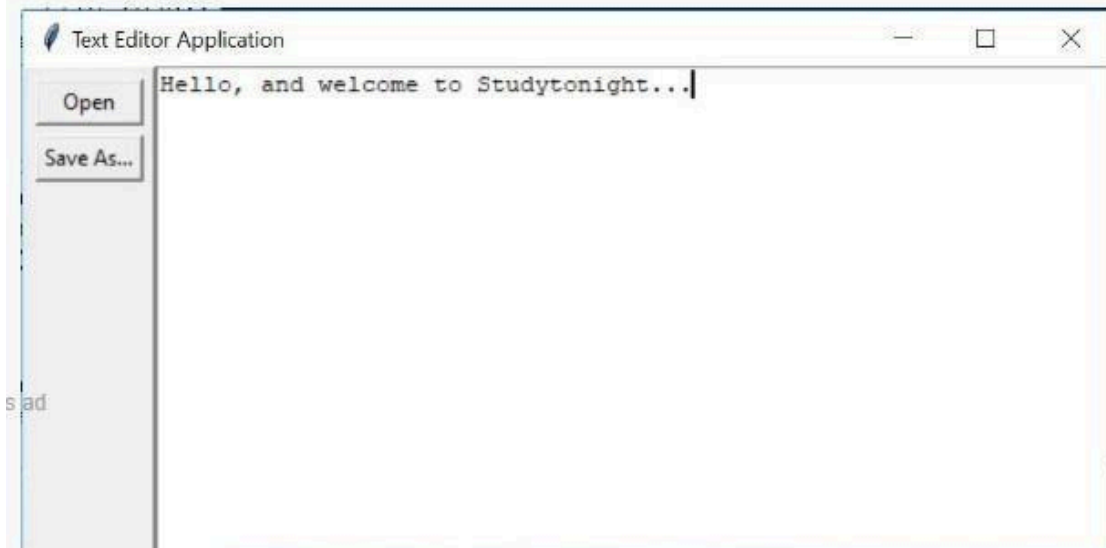 Text Editor Application
Open
Hello, and welcome to Studytonight...
Save As...
s ad